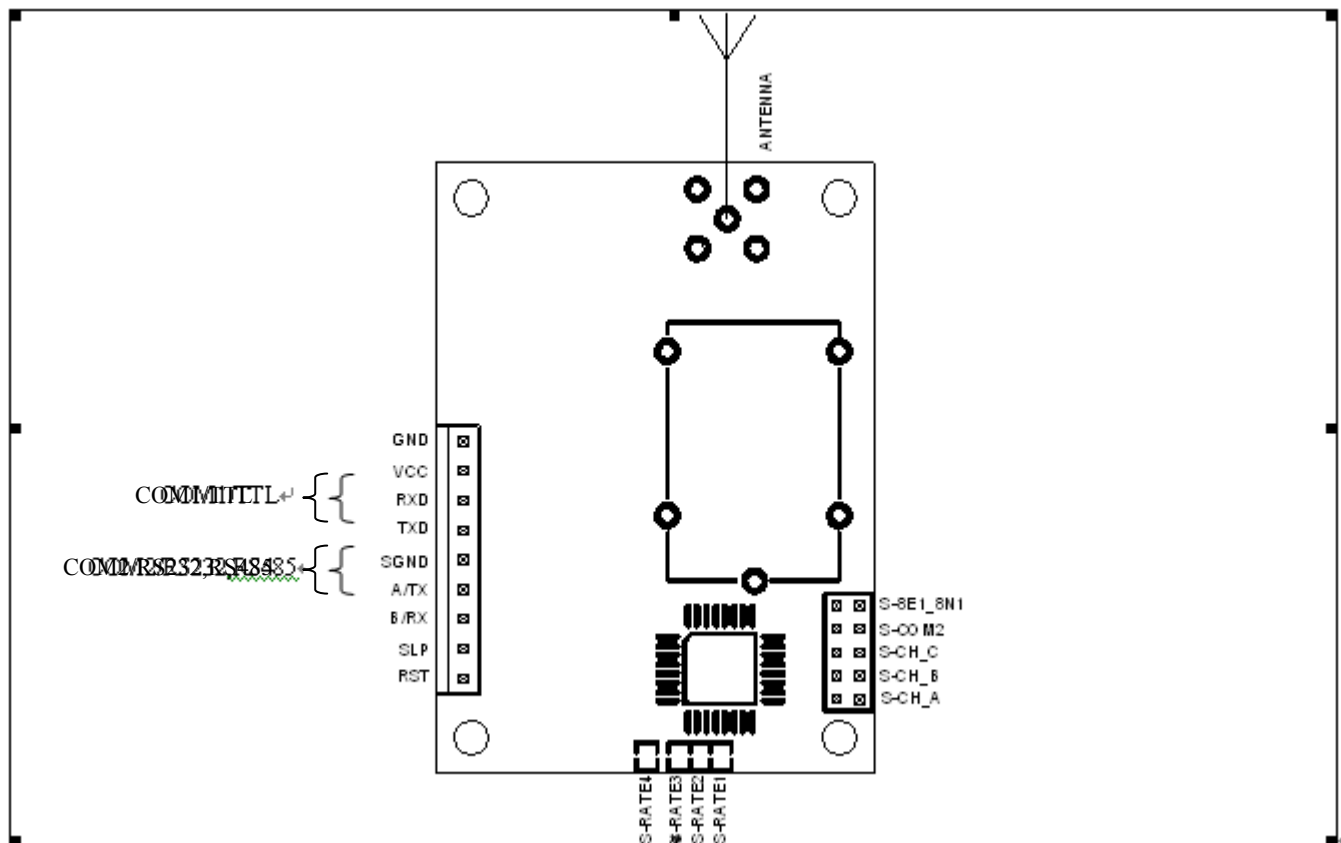 ANTENNA
GND
VCC
RXD
TXD
SGND
A/TX
B/RX
SLP
RST
S-8E1_8N1
S-COM2
S-CH_C
S-CH_B
S-CH_A
S-RATE4
S-RATE2
S-RATE1